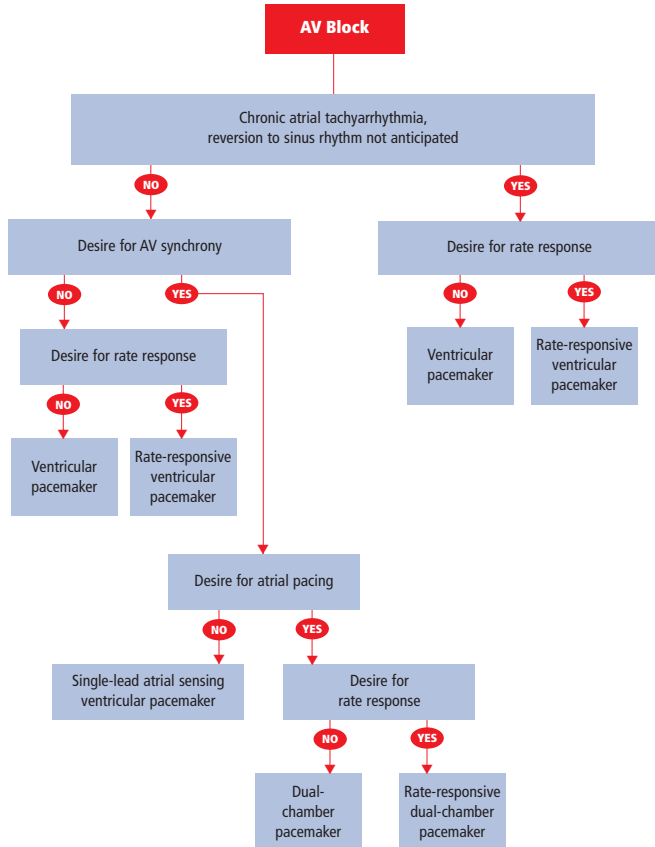 AV Block
Chronic atrial tachyarrhythmia,
reversion to sinus rhythm not anticipated
NO
YES
Desire for AV synchrony
Desire for rate response
NO
YES
NO
YES
Desire for rate response
Ventricular
pacemaker
Rate-responsive
ventricular
pacemaker
NO
YES
Ventricular
pacemaker
Rate-responsive
ventricular
pacemaker
Desire for atrial pacing
NO
YES
Single-lead atrial sensing
ventricular pacemaker
Desire for
rate response
NO
YES
Dual-
chamber
pacemaker
Rate-responsive
dual-chamber
pacemaker